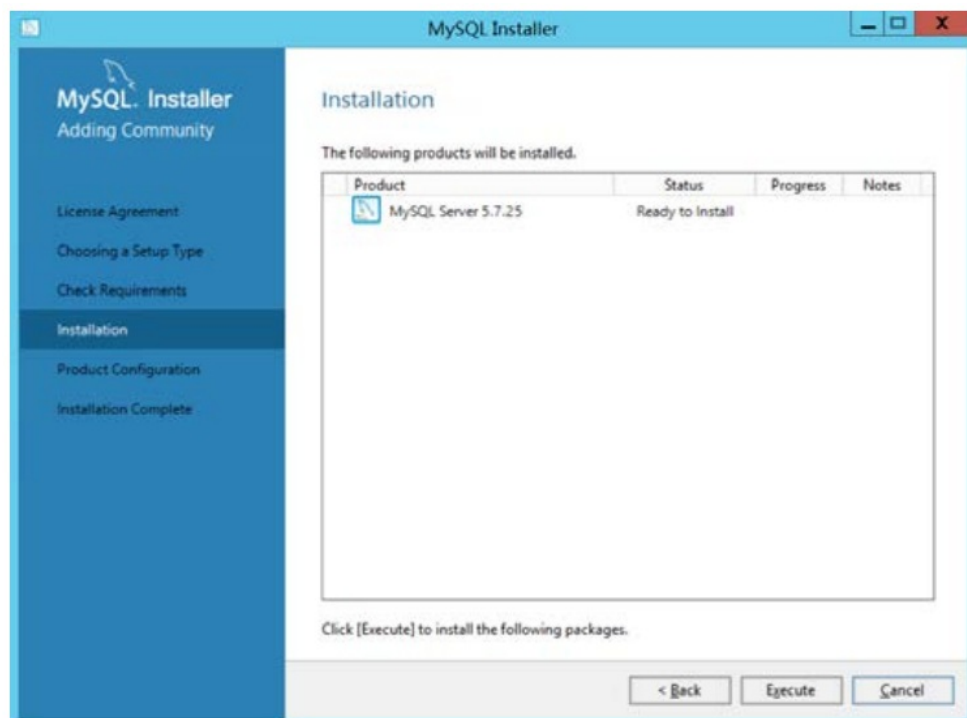 MySQL Installer
MySQL. Installer
Adding Community
License Agreement
Choosing a Setup Type
Check Requirements
Installation
Product Configuration
Installation Complete
Installation
The following products will be installed.
Product Status Progress Notes
MySQL Server 5.7.25 Ready to Install
Click [Execute] to install the following packages.
< Back Execute Cancel